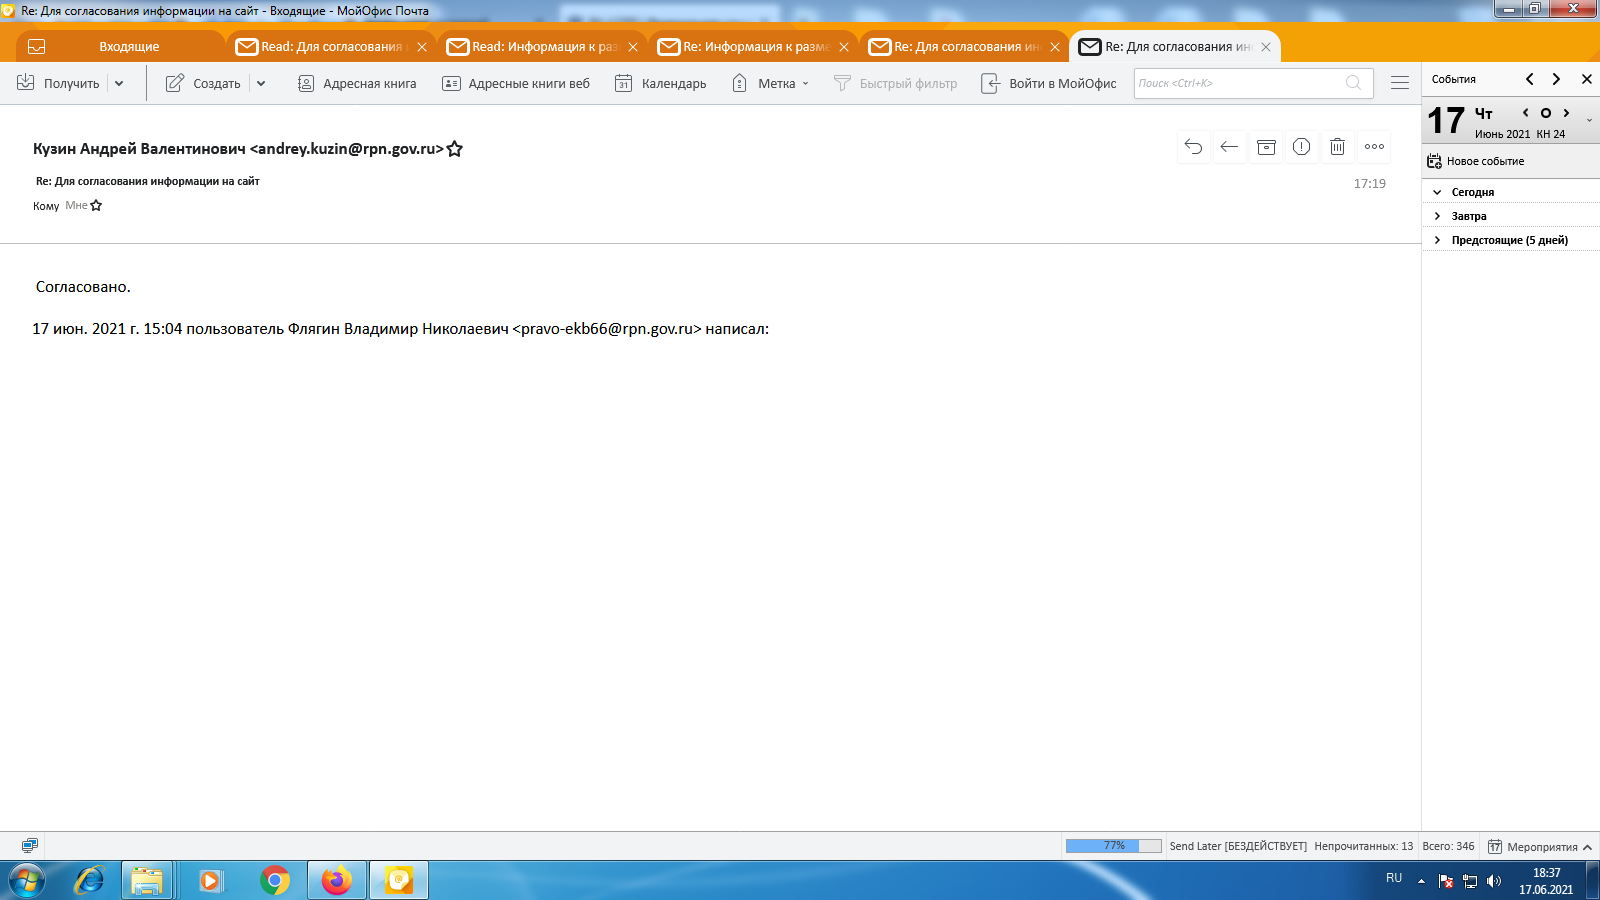 Re: Для согласования информации на сайт - Входящие - МойОфис Почта
Входящие
Read: Для согласования
Read: Информация к раз
Re: Информация к разме
Re: Для согласования ин
Re: Для согласования ин
Получить
Создать
Адресная книга
Адресные книги веб
31
Календарь
Метка
Быстрый фильтр
Войти в МойОфис
Поиск <Ctrl+K>
События
17
Чт
Июнь 2021 КН 24
Новое событие
Сегодня
Завтра
Предстоящие (5 дней)
Кузин Андрей Валентинович <andrey.kuzin@rpn.gov.ru>
Re: Для согласования информации на сайт
17:19
Кому Мне
Согласовано.
17 июн. 2021 г. 15:04 пользователь Флягин Владимир Николаевич <pravo-ekb66@rpn.gov.ru> написал:
77%
Send Later [БЕЗДЕЙСТВУЕТ]
Непрочитанных: 13
Всего: 346
17
Мероприятия
RU
18:37
17.06.2021